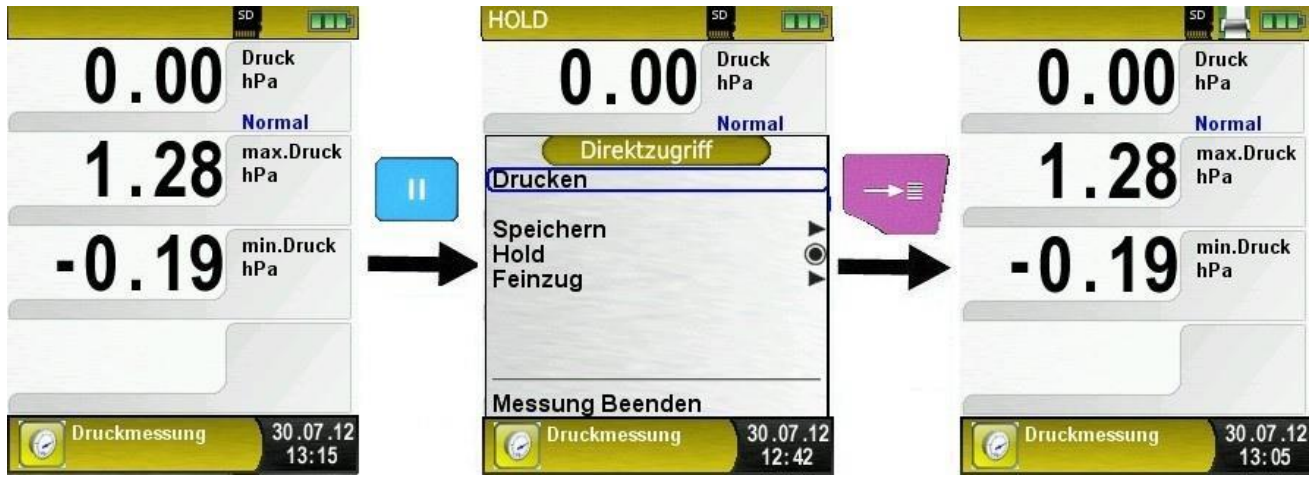 SD
0.00 Druck
hPa
Normal
1.28 max.Druck
hPa
-0.19 min.Druck
hPa
Druckmessung 30.07.12
13:15
HOLD SD
0.00 Druck
hPa
Normal
Direktzugriff
Drucken
Speichern
Hold
Feinzug
Messung Beenden
Druckmessung 30.07.12
12:42
SD
0.00 Druck
hPa
Normal
1.28 max.Druck
hPa
-0.19 min.Druck
hPa
Druckmessung 30.07.12
13:05